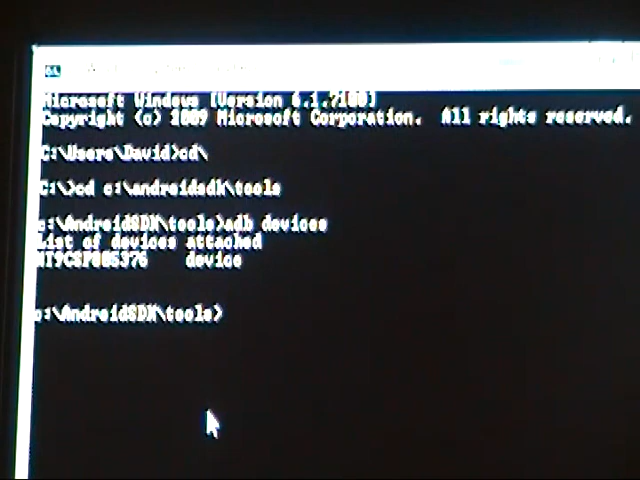 Microsoft Windows [Version 6.1.7100]
Copyright (c) 2009 Microsoft Corporation. All rights reserved.
C:\Users\David>cd\
C:\>cd c:\androidsdk\tools
c:\AndroidSDK\tools>adb devices
List of devices attached
device
c:\AndroidSDK\tools>